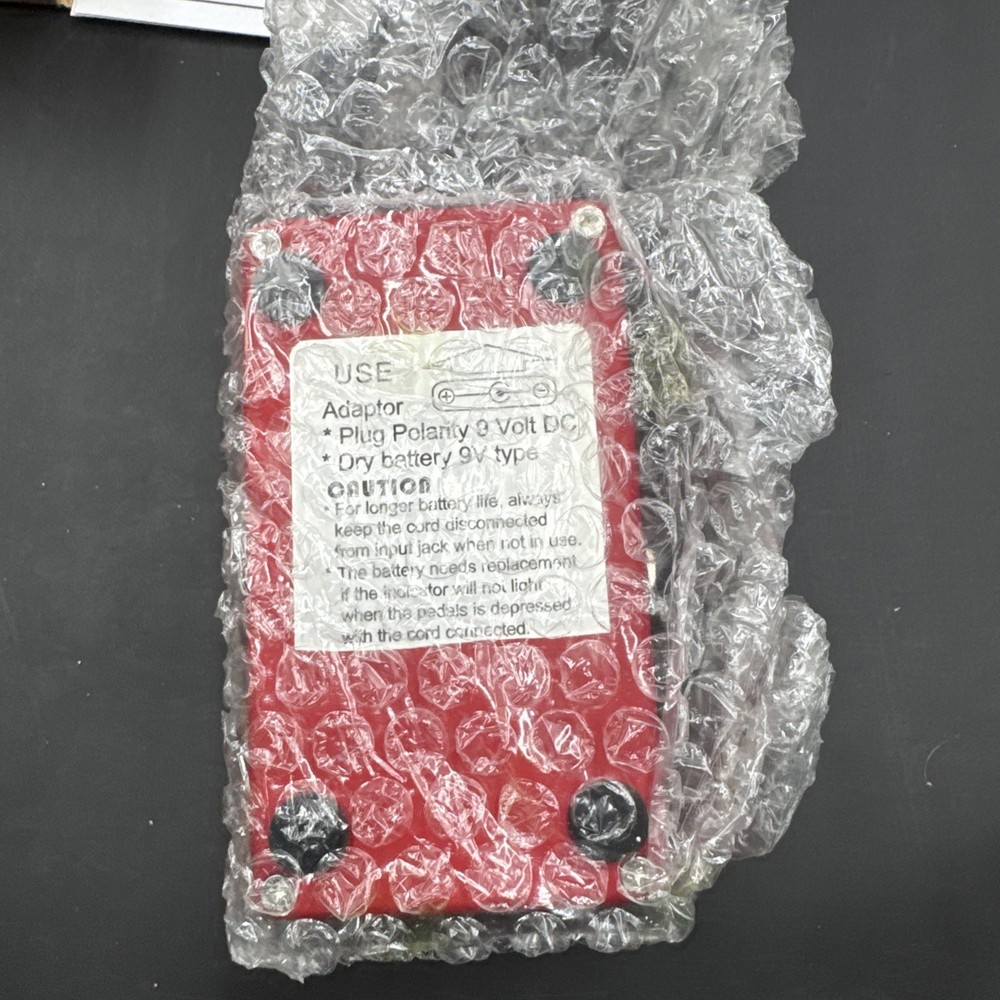 USE
Adaptor
* Plug Polarity 9 Volt DC
* Dry battery 9V type
CAUTION
* For longer battery life, always
keep the cord disconnected
from input jack when not in use.
* The battery needs replacement
if the indicator will not light
when the pedals is depressed
with the cord connected.